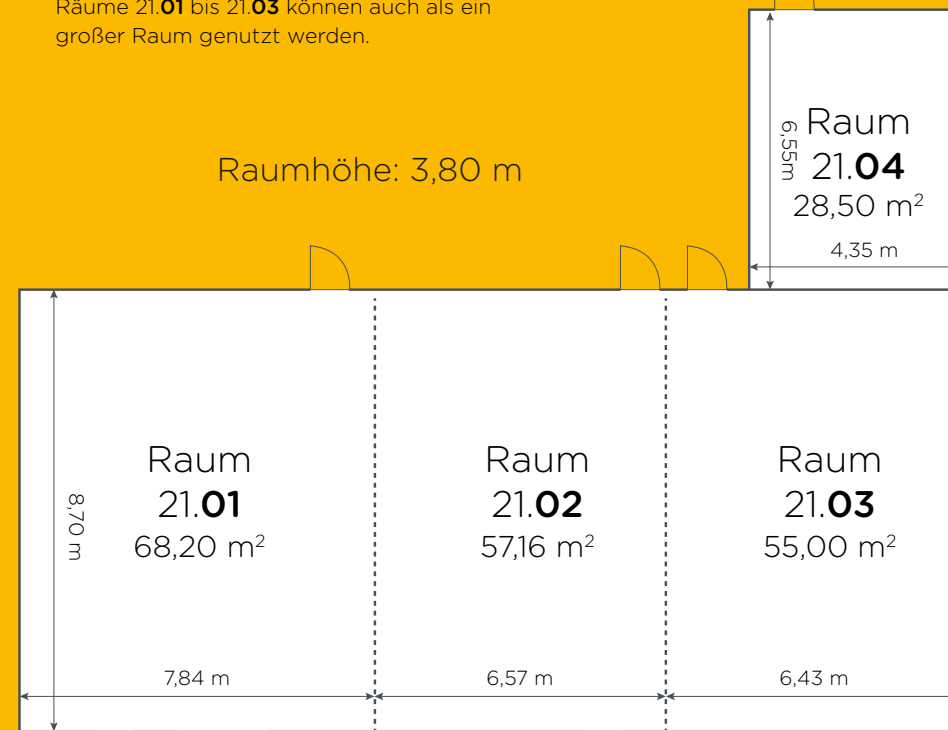 Räume 21.01 bis 21.03 können auch als ein
großer Raum genutzt werden.
Raumhöhe: 3,80 m
6,55m
Raum
21.04
28,50 m²
4,35 m
8,70 m
Raum
21.01
68,20 m²
7,84 m
Raum
21.02
57,16 m²
6,57 m
Raum
21.03
55,00 m²
6,43 m